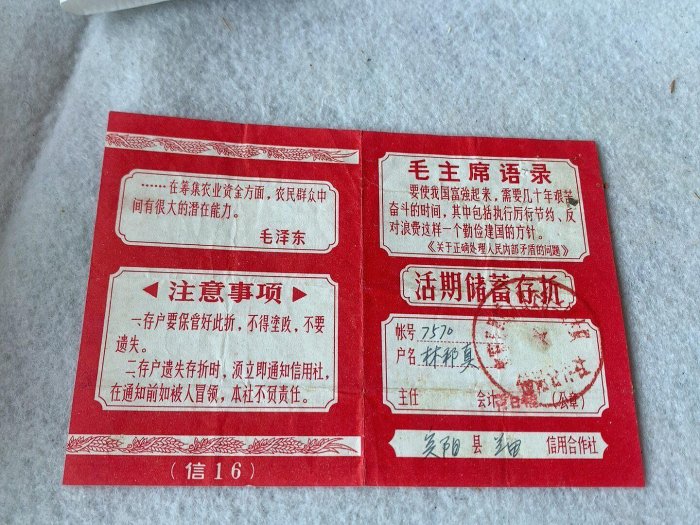 ……在筹集农业资金方面，农民群众中
间有很大的潜在能力。
毛泽东
注意事项
一、存户要保管好此折，不得塗改，不要
遗失。
二、存户遗失存折时，须立即通知信用社，
在通知前如被人冒领，本社不负责任。
(信16)
毛主席语录
要使我国富強起来，需要几十年艰苦
奋斗的时间，其中包括执行厉行节约、反
对浪费这样一个勤俭建国的方针。
《关于正确处理人民内部矛盾的问题》
活期储蓄存折
帐号 7570
户名
主任 会计 (公章)
县 信用合作社